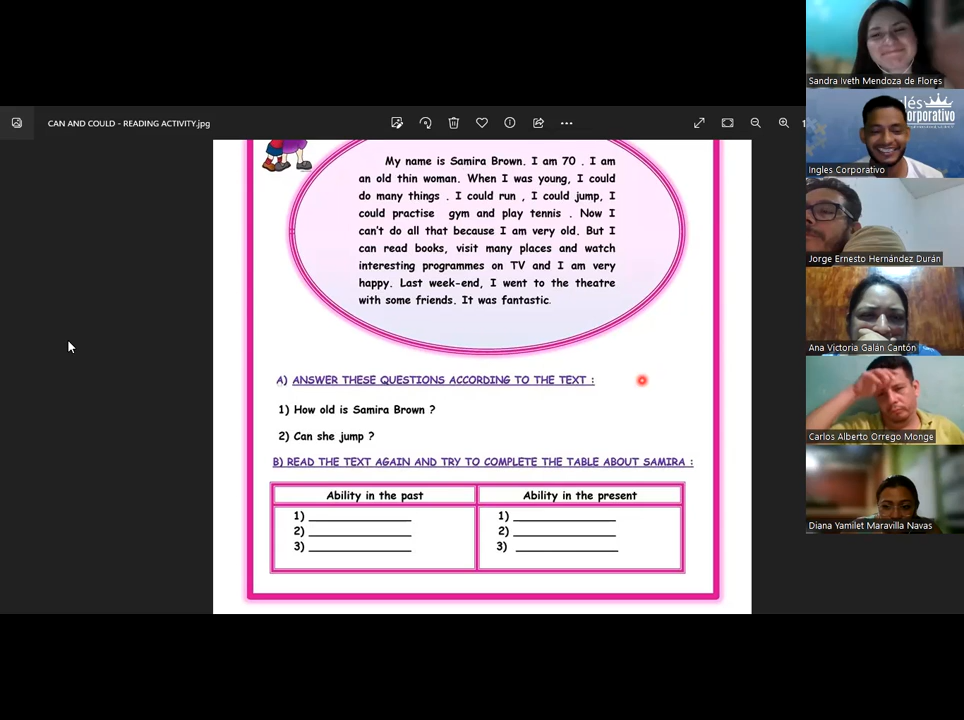 CAN AND COULD - READING ACTIVITY.jpg
My name is Samira Brown. I am 70 . I am
an old thin woman. When I was young, I could
do many things . I could run , I could jump, I
could practise gym and play tennis . Now I
can't do all that because I am very old. But I
can read books, visit many places and watch
interesting programmes on TV and I am very
happy. Last week-end, I went to the theatre
with some friends. It was fantastic.
A) ANSWER THESE QUESTIONS ACCORDING TO THE TEXT :
1) How old is Samira Brown ?
2) Can she jump ?
B) READ THE TEXT AGAIN AND TRY TO COMPLETE THE TABLE ABOUT SAMIRA :
Ability in the past
Ability in the present
1) _______________
2) _______________
3) _______________
1) _______________
2) _______________
3) _______________
Sandra Iveth Mendoza de Flores
Ingles Corporativo
Jorge Ernesto Hernández Durán
Ana Victoria Galán Cantón
Carlos Alberto Orrego Monge
Diana Yamilet Maravilla Navas